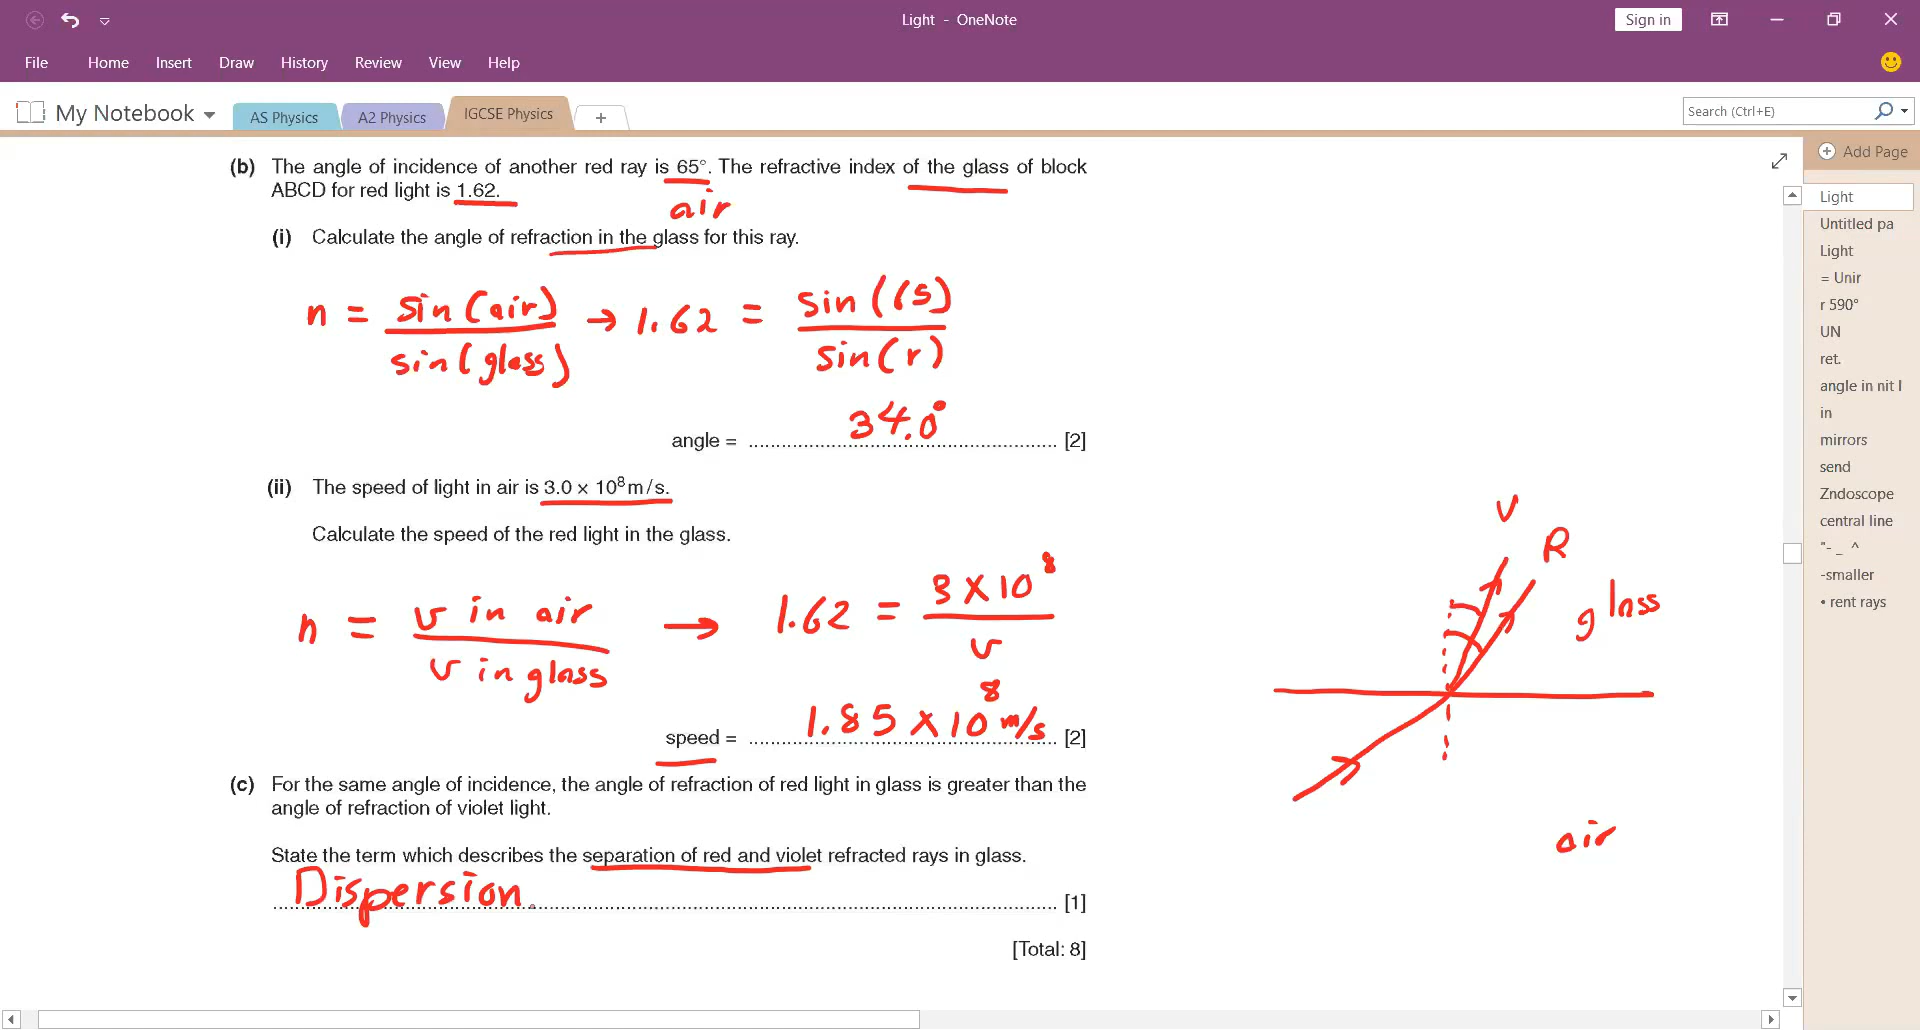 Light - OneNote
Sign in
File Home Insert Draw History Review View Help
My Notebook
AS Physics
A2 Physics
IGCSE Physics
+
Search (Ctrl+E)
Add Page
Light
Untitled pa
Light
= Unir
r 590°
UN
ret.
angle in nit I
in
mirrors
send
Zndoscope
central line
"- _ ^
-smaller
• rent rays
(b) The angle of incidence of another red ray is 65°. The refractive index of the glass of block
ABCD for red light is 1.62.
air
(i) Calculate the angle of refraction in the glass for this ray.
n = sin(air) / sin(glass) → 1.62 = sin(65) / sin(r)
34.0°
angle = ........ [2]
(ii) The speed of light in air is 3.0 × 10⁸ m/s.
Calculate the speed of the red light in the glass.
n = v in air / v in glass → 1.62 = 3 × 10⁸ / v
1.85 × 10⁸ m/s
speed = ........ [2]
(c) For the same angle of incidence, the angle of refraction of red light in glass is greater than the
angle of refraction of violet light.
State the term which describes the separation of red and violet refracted rays in glass.
Dispersion. ........ [1]
[Total: 8]
V
R
glass
air